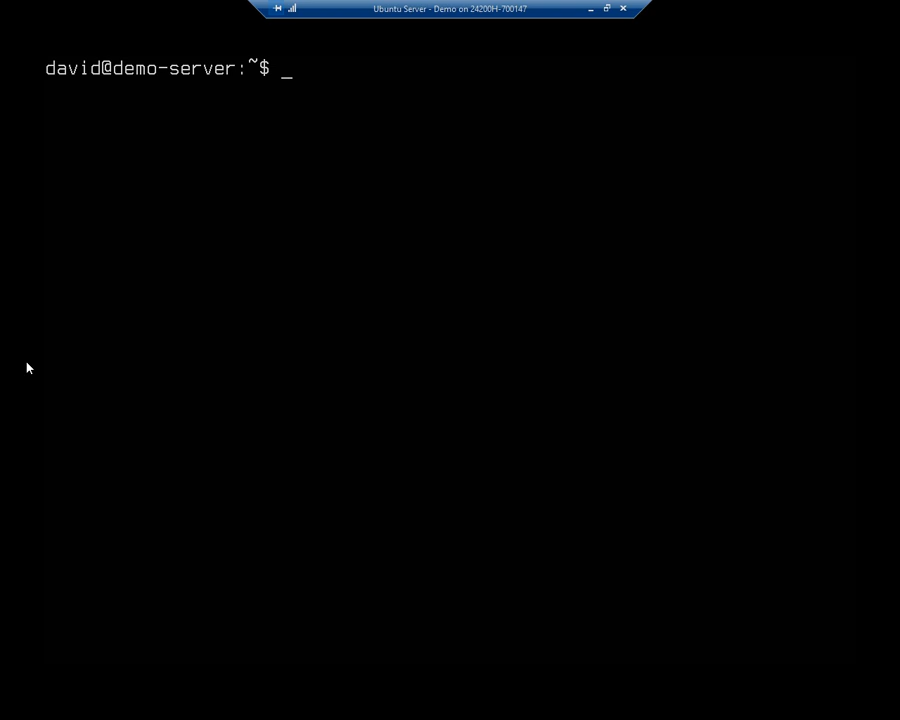 Ubuntu Server - Demo on 24200H-700147
david@demo-server:~$ _